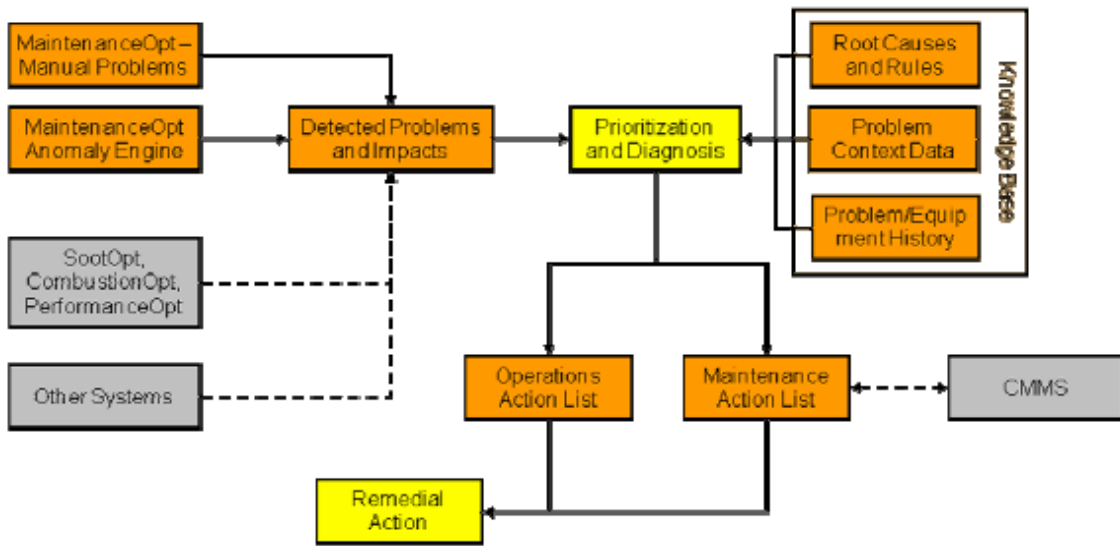 MaintenanceOpt –
Manual Problems
MaintenanceOpt
Anomaly Engine
Detected Problems
and Impacts
Prioritization
and Diagnosis
Root Causes
and Rules
Problem
Context Data
Problem/Equip
ment History
Knowledge Base
SootOpt,
CombustionOpt,
PerformanceOpt
Other Systems
Operations
Action List
Maintenance
Action List
CMMS
Remedial
Action